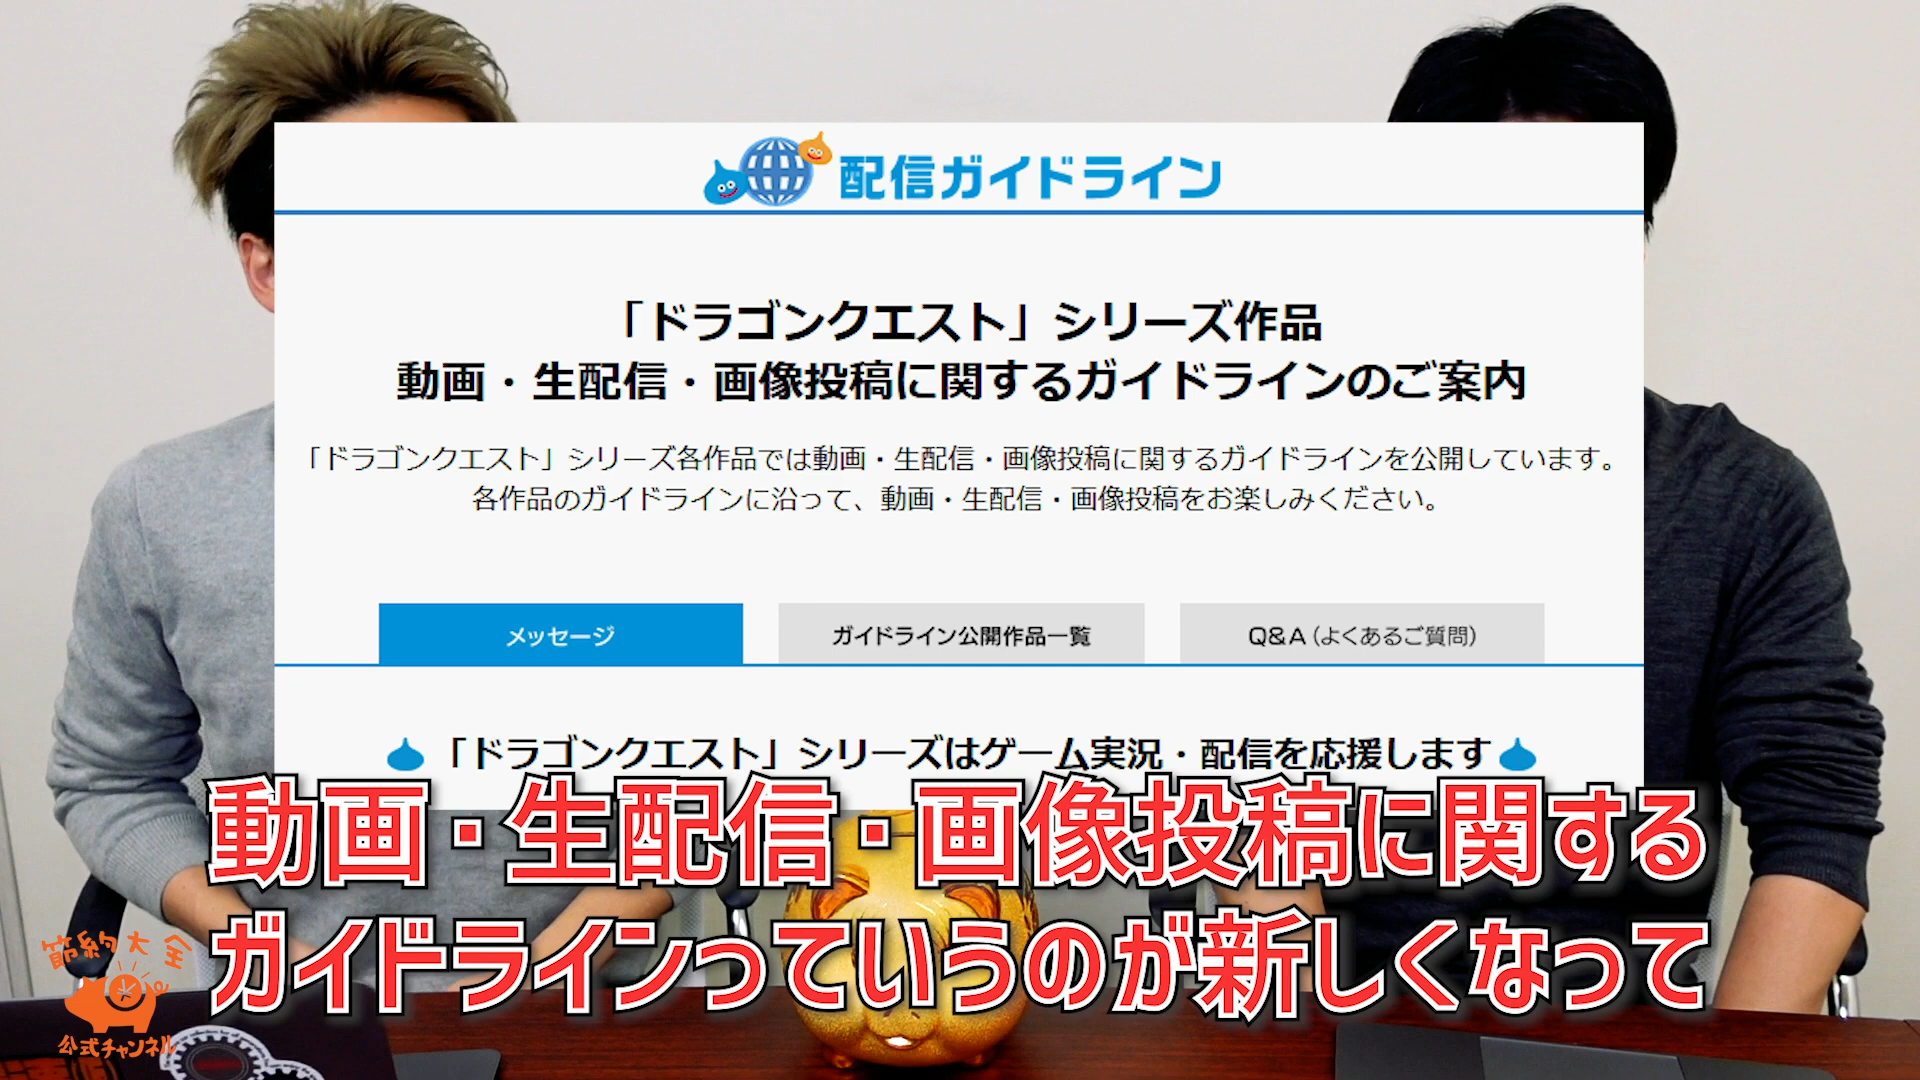 配信ガイドライン
「ドラゴンクエスト」シリーズ作品
動画・生配信・画像投稿に関するガイドラインのご案内
「ドラゴンクエスト」シリーズ各作品では動画・生配信・画像投稿に関するガイドラインを公開しています。
各作品のガイドラインに沿って、動画・生配信・画像投稿をお楽しみください。
メッセージ
ガイドライン公開作品一覧
Q&A（よくあるご質問）
「ドラゴンクエスト」シリーズはゲーム実況・配信を応援します
動画・生配信・画像投稿に関する
ガイドラインっていうのが新しくなって
節約大全
公式チャンネル